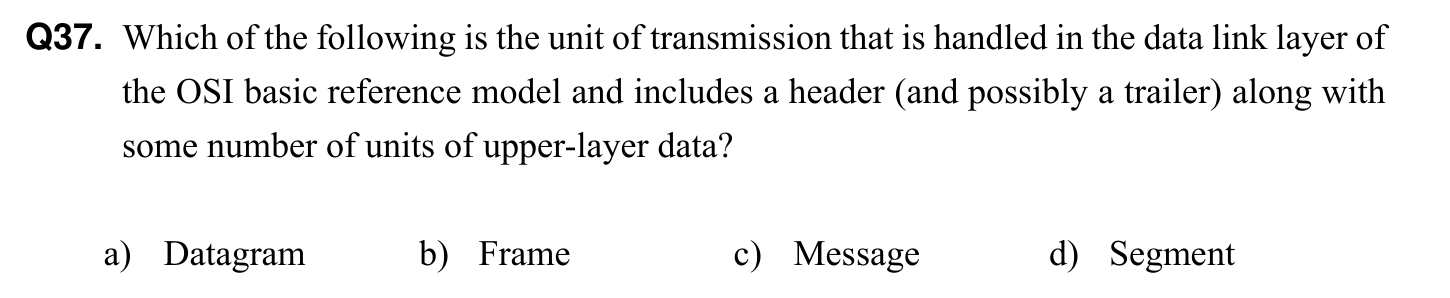 Q37. Which of the following is the unit of transmission that is handled in the data link layer of
the OSI basic reference model and includes a header (and possibly a trailer) along with
some number of units of upper-layer data?
a) Datagram b) Frame c) Message d) Segment